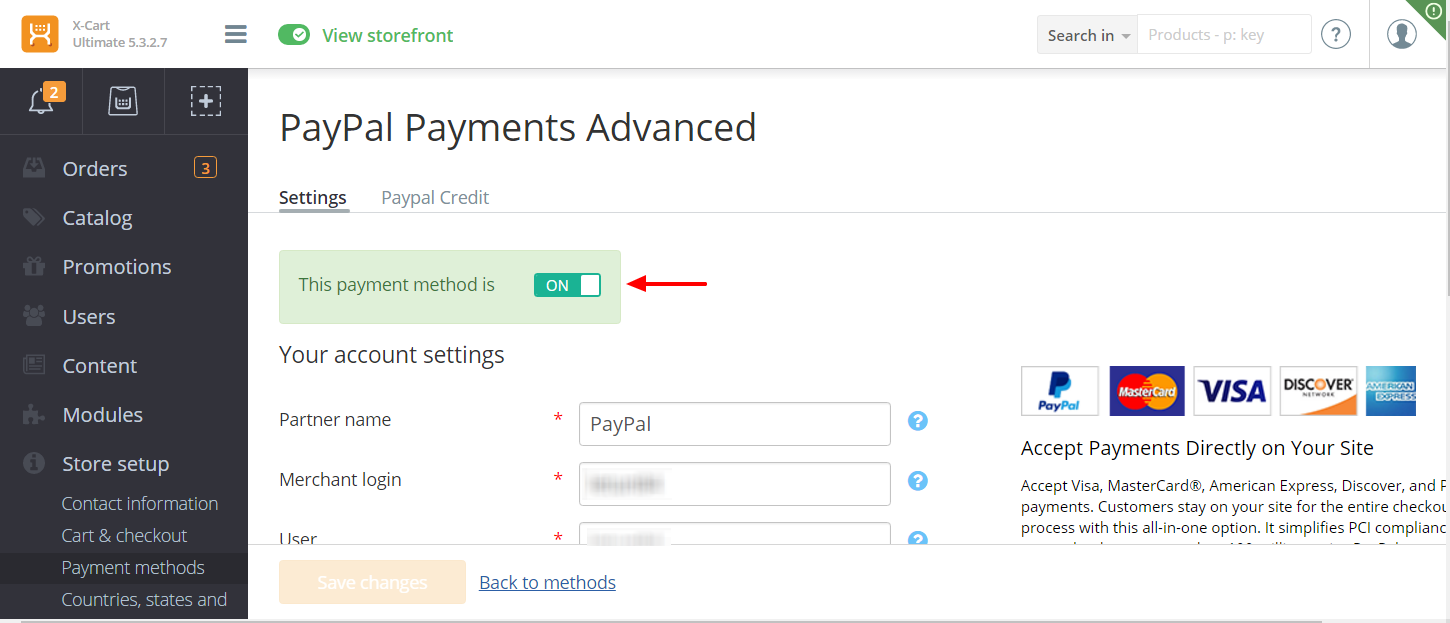 X-Cart
Ultimate 5.3.2.7
View storefront
Search in
Products - p: key
?
2
Orders
3
Catalog
Promotions
Users
Content
Modules
Store setup
Contact information
Cart & checkout
Payment methods
Countries, states and
PayPal Payments Advanced
Settings
Paypal Credit
This payment method is
ON
Your account settings
Partner name
*
PayPal
?
Merchant login
*
?
User
*
?
Save changes
Back to methods
PayPal
MasterCard
VISA
DISCOVER
NETWORK
AMERICAN
EXPRESS
Accept Payments Directly on Your Site
Accept Visa, MasterCard®, American Express, Discover, and P
payments. Customers stay on your site for the entire checkou
process with this all-in-one option. It simplifies PCI complianc